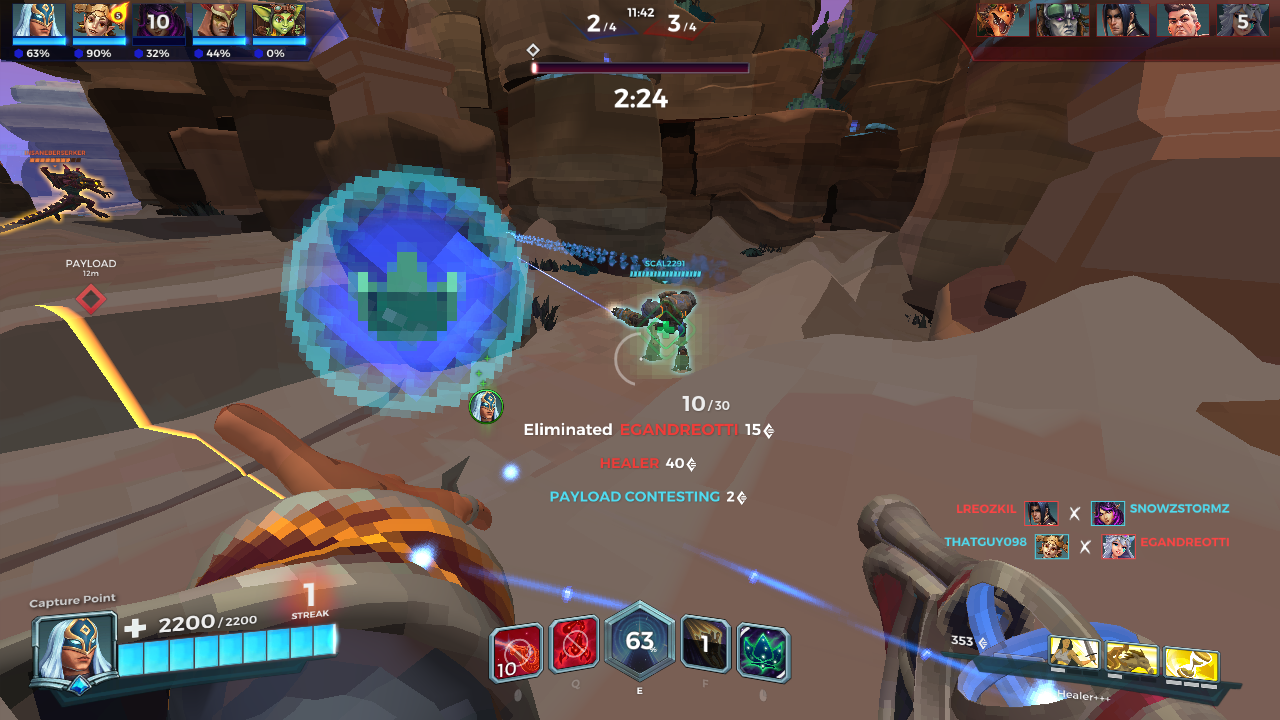 5
10
63%
90%
32%
44%
0%
2/4
11:42
3/4
5
2:24
PAYLOAD
12m
SCAL2291
10/30
Eliminated EGANDREOTTI 15
HEALER 40
PAYLOAD CONTESTING 2
LREOZKIL X SNOWZSTORMZ
THATGUY098 X EGANDREOTTI
Capture Point
2200/2200
1
STREAK
10
63%
1
Q
E
F
353
Healer+++